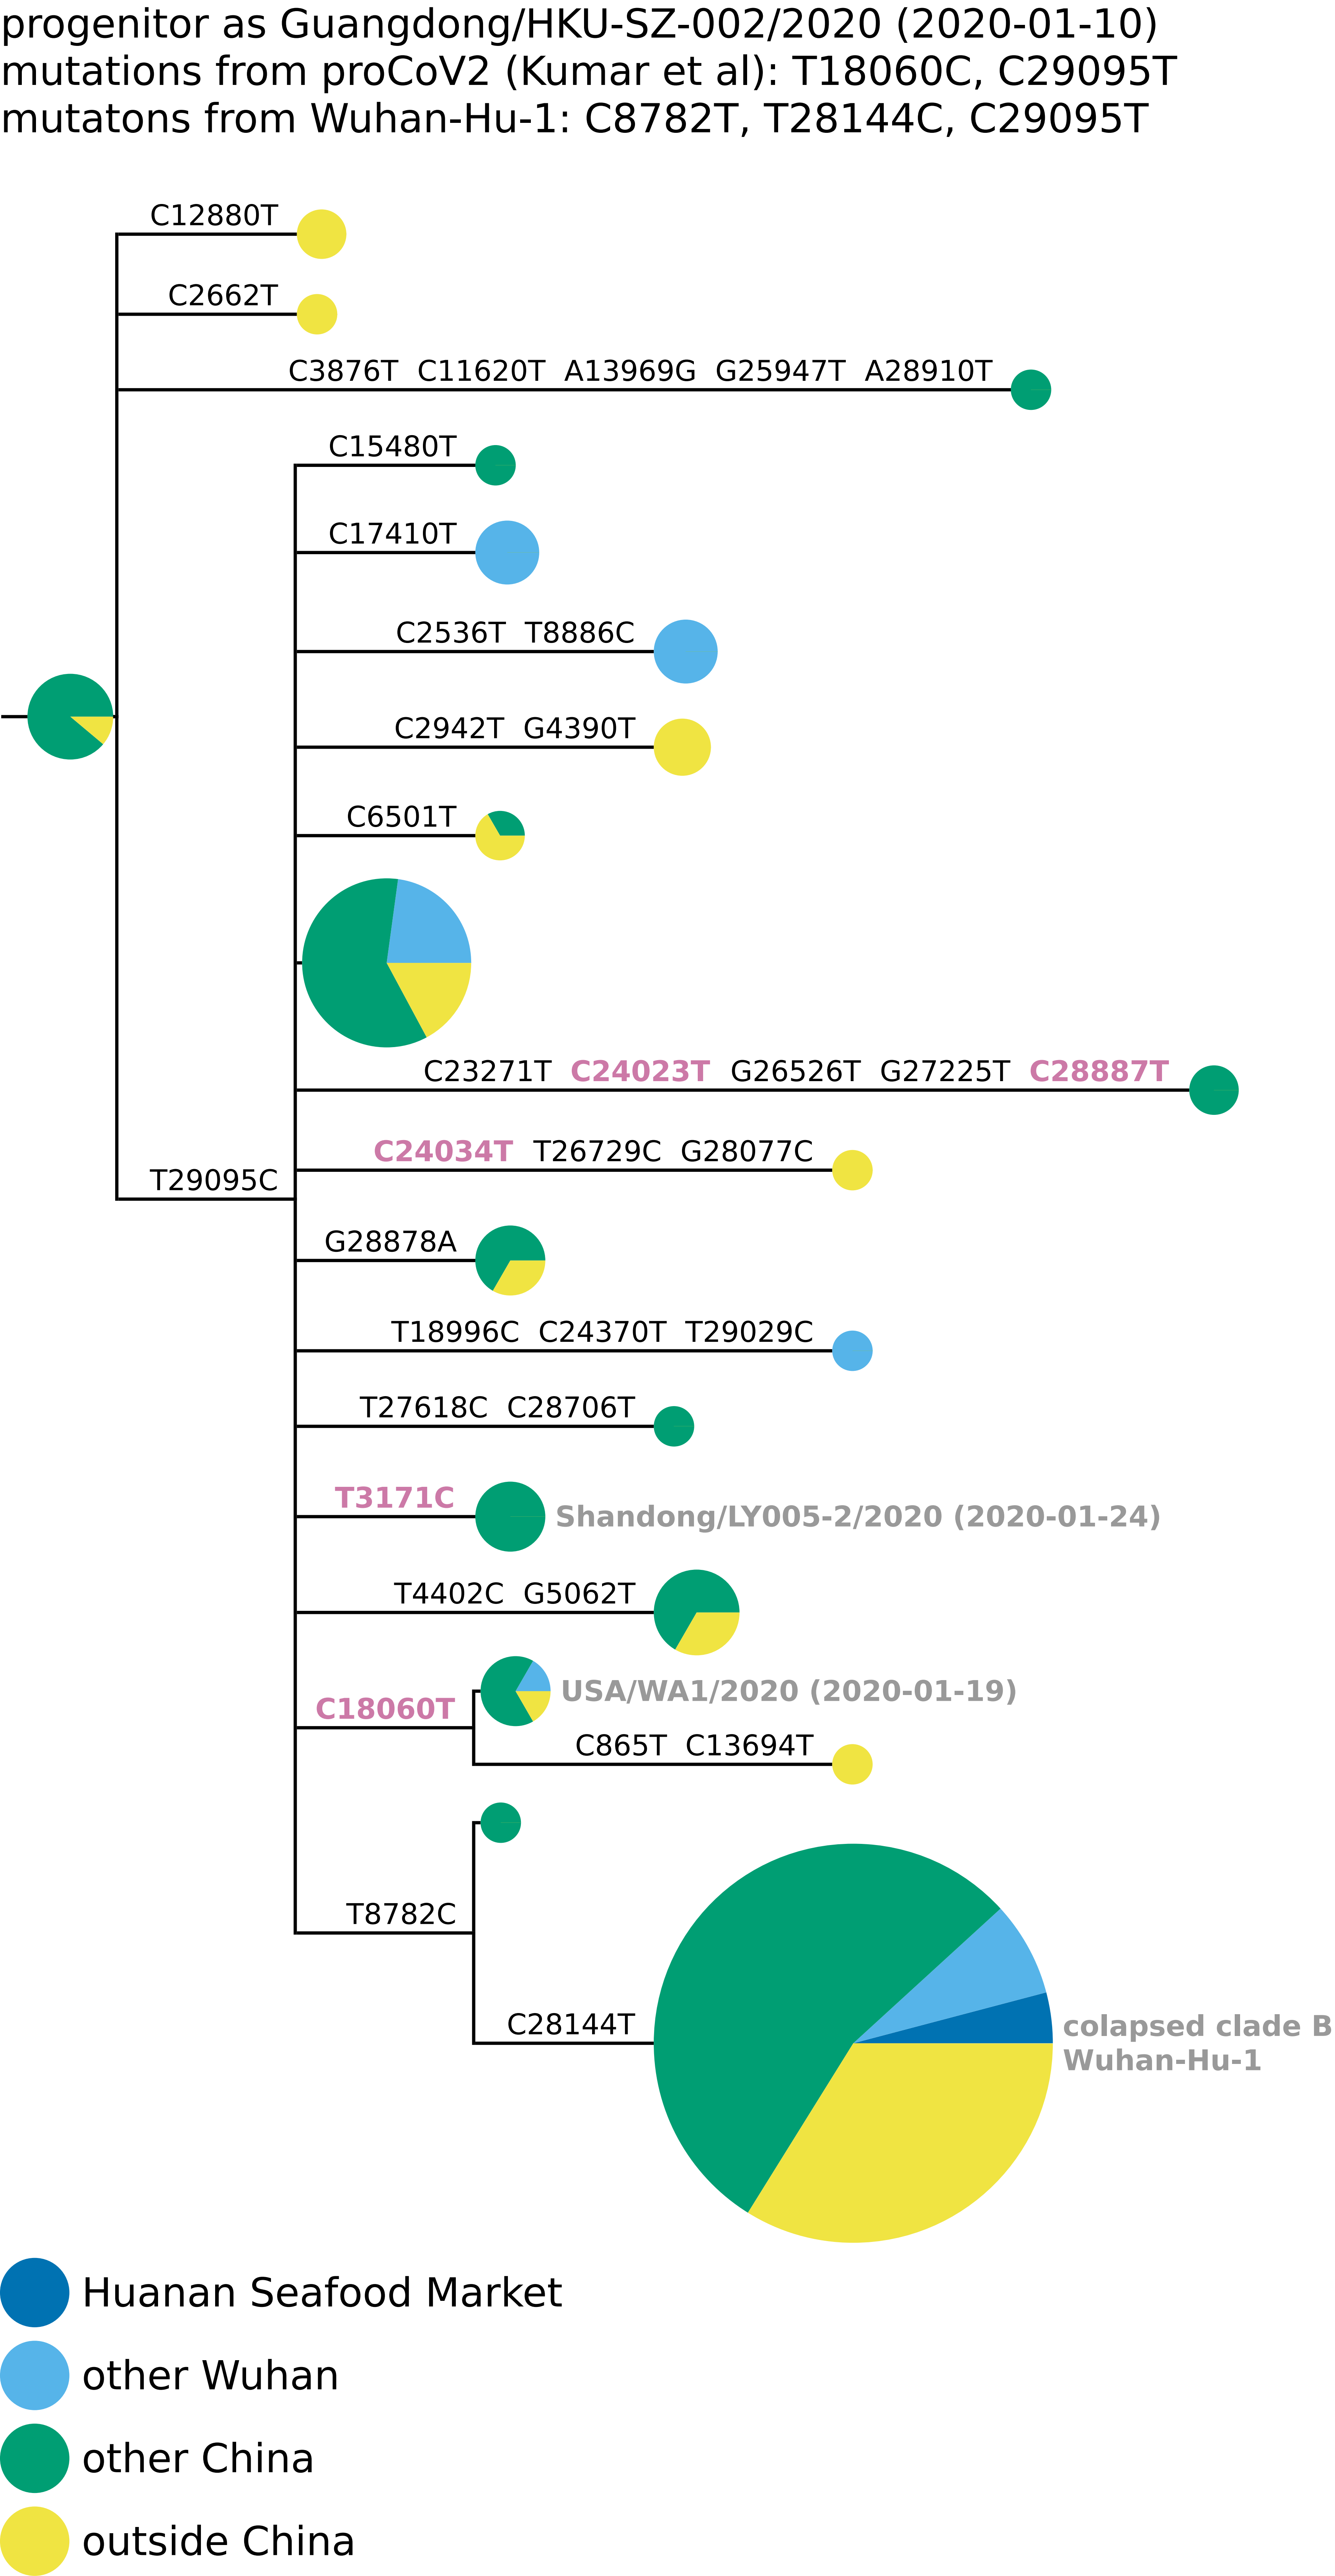 progenitor as Guangdong/HKU-SZ-002/2020 (2020-01-10)
mutations from proCoV2 (Kumar et al): T18060C, C29095T
mutatons from Wuhan-Hu-1: C8782T, T28144C, C29095T
C12880T
C2662T
C3876T C11620T A13969G G25947T A28910T
C15480T
C17410T
C2536T T8886C
C2942T G4390T
C6501T
C23271T C24023T G26526T G27225T C28887T
C24034T T26729C G28077C
T29095C
G28878A
T18996C C24370T T29029C
T27618C C28706T
T3171C
Shandong/LY005-2/2020 (2020-01-24)
T4402C G5062T
USA/WA1/2020 (2020-01-19)
C18060T
C865T C13694T
T8782C
C28144T
colapsed clade B
Wuhan-Hu-1
Huanan Seafood Market
other Wuhan
other China
outside China